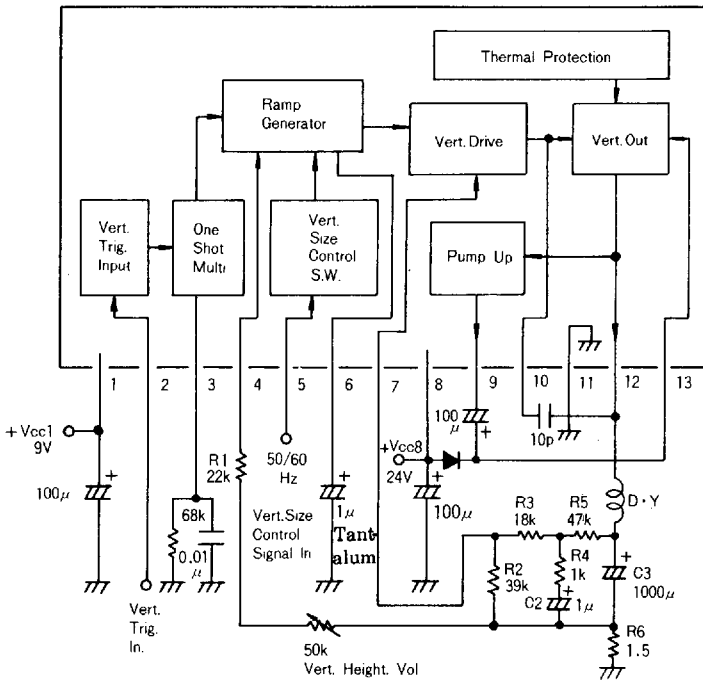 Thermal Protection
Ramp
Generator
Vert. Drive
Vert. Out
Vert.
Trig.
Input
One
Shot
Multi
Vert.
Size
Control
S.W.
Pump Up
1
2
3
4
5
6
7
8
9
10
11
12
13
+Vcc1
9V
100μ
68k
0.01
μ
Vert.
Trig.
In.
R1
22k
50/60
Hz
Vert.Size
Control
Signal In
1μ
Tant-
alum
+Vcc8
24V
100μ
100
μ
10p
D·Y
R3
18k
R5
47k
R2
39k
R4
1k
C2
1μ
C3
1000μ
R6
1.5
50k
Vert. Height. Vol